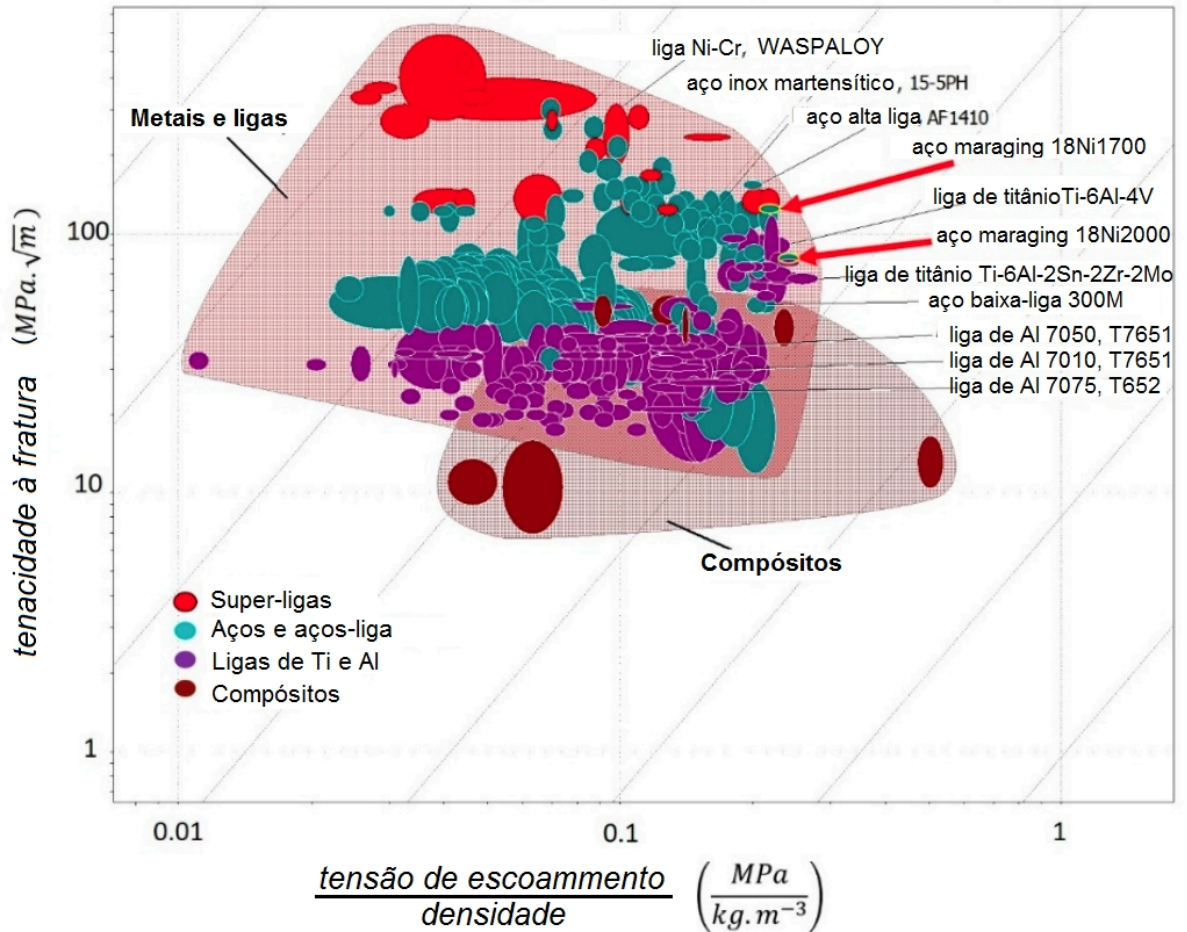 liga Ni-Cr, WASPALOY
aço inox martensítico, 15-5PH
aço alta liga AF1410
Metais e ligas
aço maraging 18Ni1700
liga de titânioTi-6Al-4V
aço maraging 18Ni2000
liga de titânio Ti-6Al-2Sn-2Zr-2Mo
aço baixa-liga 300M
liga de Al 7050, T7651
liga de Al 7010, T7651
liga de Al 7075, T652
tenacidade à fratura (MPa.√m)
100
10
1
Compósitos
Super-ligas
Aços e aços-liga
Ligas de Ti e Al
Compósitos
0.01 0.1 1
tensão de escoammento
densidade
(MPa / kg.m⁻³)